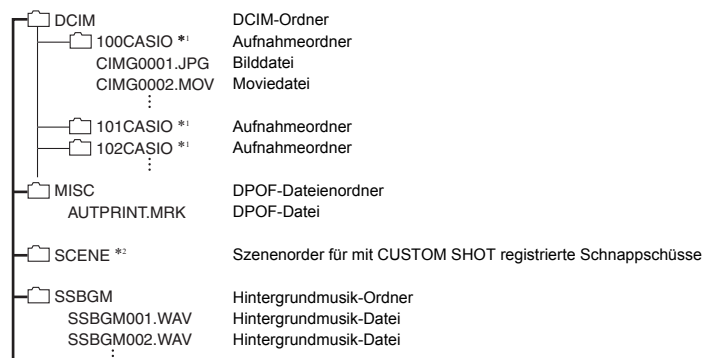 DCIM DCIM-Ordner
100CASIO *1 Aufnahmeordner
CIMG0001.JPG Bilddatei
CIMG0002.MOV Moviedatei
101CASIO *1 Aufnahmeordner
102CASIO *1 Aufnahmeordner
MISC DPOF-Dateienordner
AUTPRINT.MRK DPOF-Datei
SCENE *2 Szenenorder für mit CUSTOM SHOT registrierte Schnappschüsse
SSBGM Hintergrundmusik-Ordner
SSBGM001.WAV Hintergrundmusik-Datei
SSBGM002.WAV Hintergrundmusik-Datei